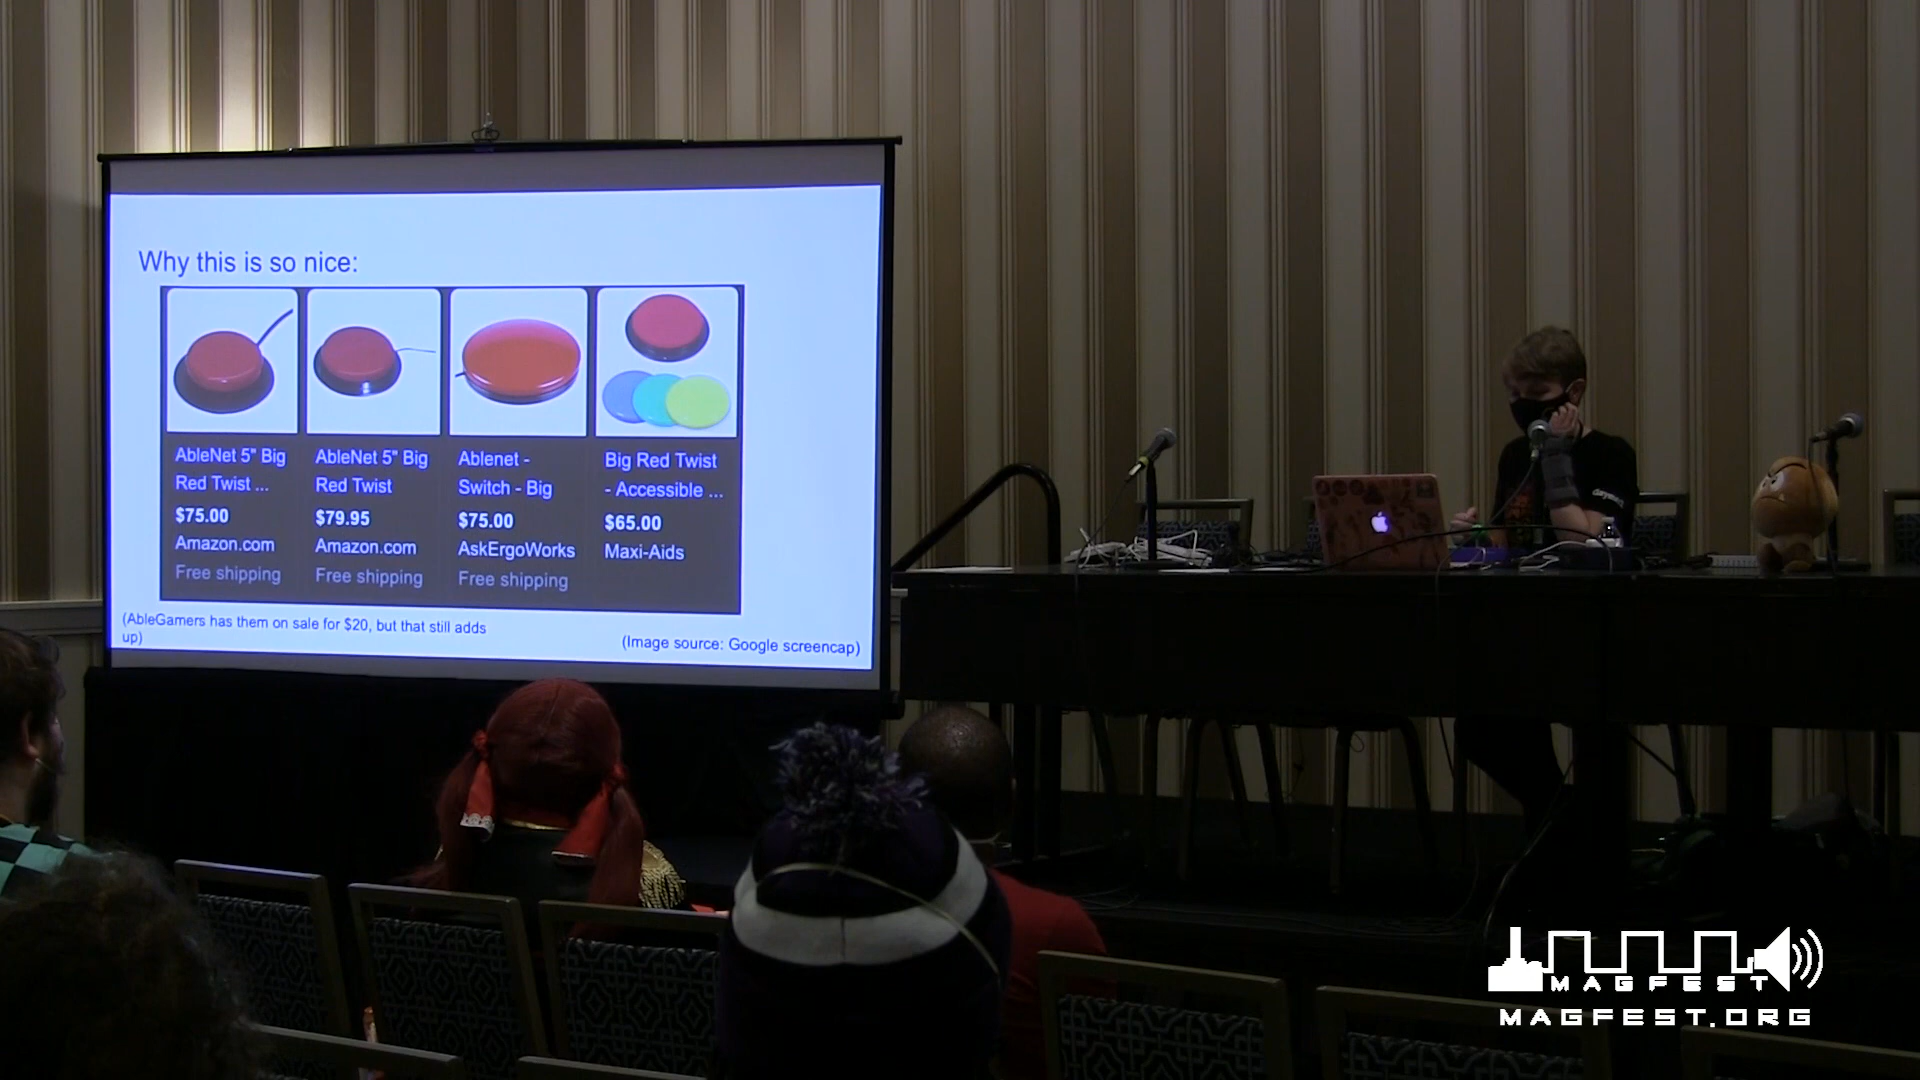 Why this is so nice:
AbleNet 5" Big
Red Twist ...
$75.00
Amazon.com
Free shipping
AbleNet 5" Big
Red Twist
$79.95
Amazon.com
Free shipping
Ablenet -
Switch - Big
$75.00
AskErgoWorks
Free shipping
Big Red Twist
- Accessible ...
$65.00
Maxi-Aids
(AbleGamers has them on sale for $20, but that still adds
up)
(Image source: Google screencap)
MAGFEST
MAGFEST.ORG